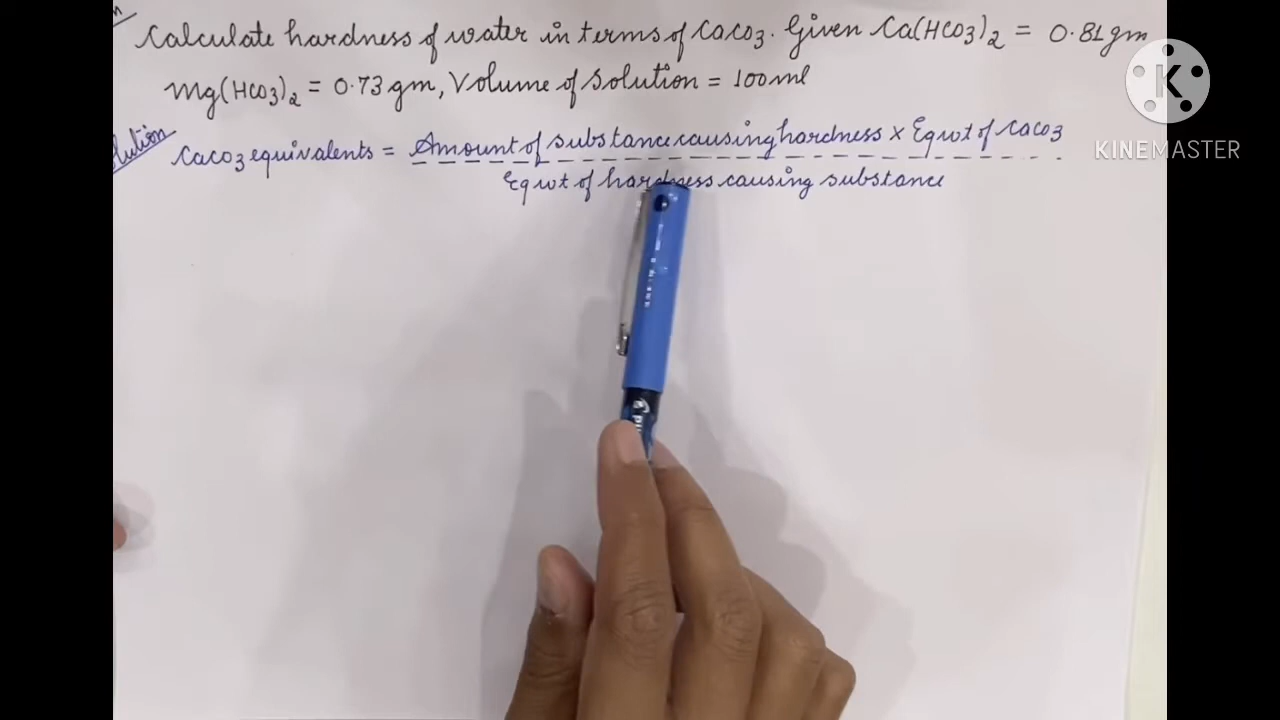 Calculate hardness of water in terms of CaCO3. Given Ca(HCO3)2 = 0.81 gm
Mg(HCO3)2 = 0.73 gm, Volume of Solution = 100 ml
CaCO3 equivalents = Amount of substance causing hardness × Eq wt of CaCO3
Eq wt of hardness causing substance
K
KINEMASTER